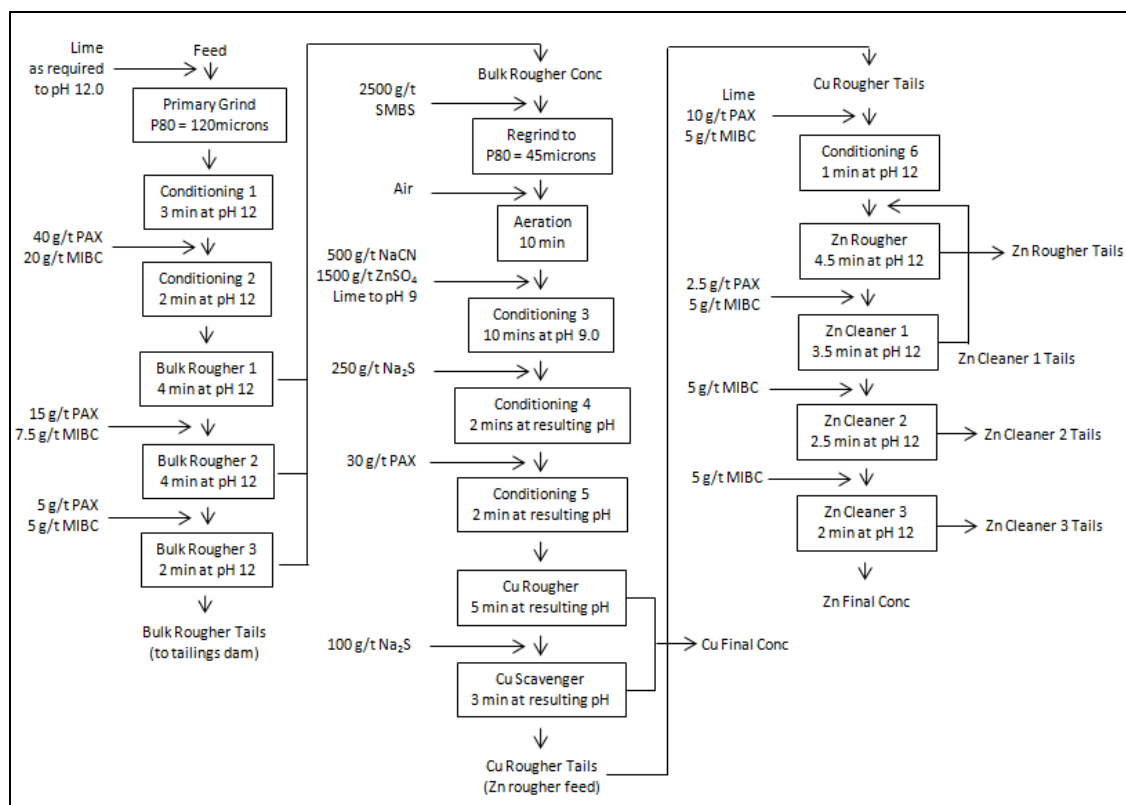 Lime
as required
to pH 12.0
Feed
Primary Grind
P80 = 120microns
Conditioning 1
3 min at pH 12
40 g/t PAX
20 g/t MIBC
Conditioning 2
2 min at pH 12
Bulk Rougher 1
4 min at pH 12
15 g/t PAX
7.5 g/t MIBC
Bulk Rougher 2
4 min at pH 12
5 g/t PAX
5 g/t MIBC
Bulk Rougher 3
2 min at pH 12
Bulk Rougher Tails
(to tailings dam)
Bulk Rougher Conc
2500 g/t
SMBS
Regrind to
P80 = 45microns
Air
Aeration
10 min
500 g/t NaCN
1500 g/t ZnSO₄
Lime to pH 9
Conditioning 3
10 mins at pH 9.0
250 g/t Na₂S
Conditioning 4
2 mins at resulting pH
30 g/t PAX
Conditioning 5
2 min at resulting pH
Cu Rougher
5 min at resulting pH
100 g/t Na₂S
Cu Scavenger
3 min at resulting pH
Cu Final Conc
Cu Rougher Tails
(Zn rougher feed)
Cu Rougher Tails
Lime
10 g/t PAX
5 g/t MIBC
Conditioning 6
1 min at pH 12
Zn Rougher
4.5 min at pH 12
Zn Rougher Tails
2.5 g/t PAX
5 g/t MIBC
Zn Cleaner 1
3.5 min at pH 12
Zn Cleaner 1 Tails
5 g/t MIBC
Zn Cleaner 2
2.5 min at pH 12
Zn Cleaner 2 Tails
5 g/t MIBC
Zn Cleaner 3
2 min at pH 12
Zn Cleaner 3 Tails
Zn Final Conc